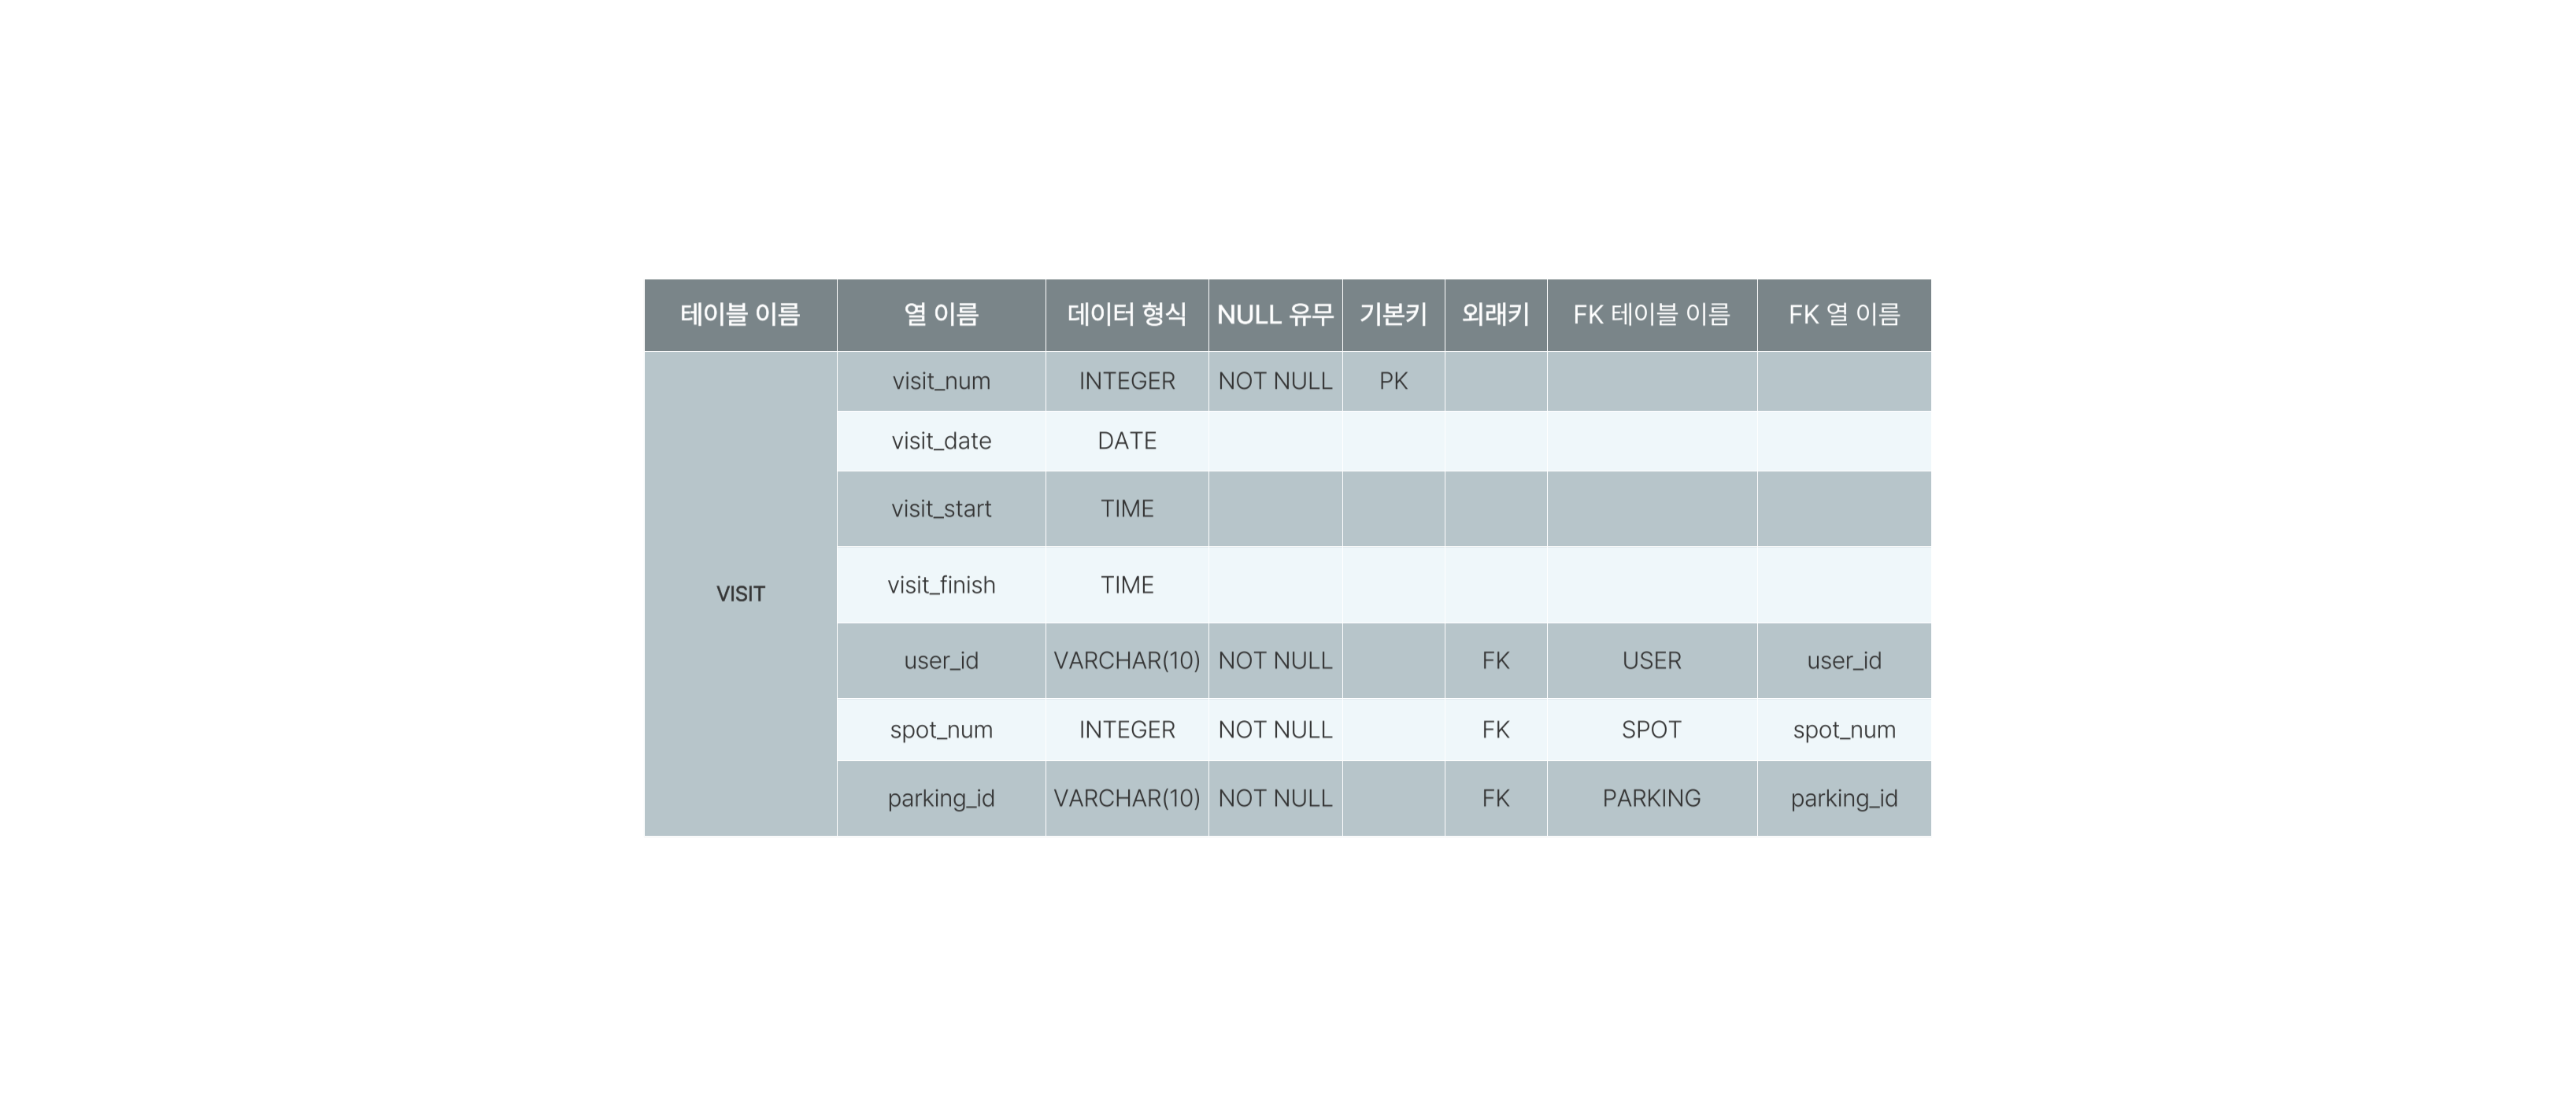 테이블 이름 열 이름 데이터 형식 NULL 유무 기본키 외래키 FK 테이블 이름 FK 열 이름
visit_num INTEGER NOT NULL PK
visit_date DATE
visit_start TIME
VISIT
visit_finish TIME
user_id VARCHAR(10) NOT NULL FK USER user_id
spot_num INTEGER NOT NULL FK SPOT spot_num
parking_id VARCHAR(10) NOT NULL FK PARKING parking_id